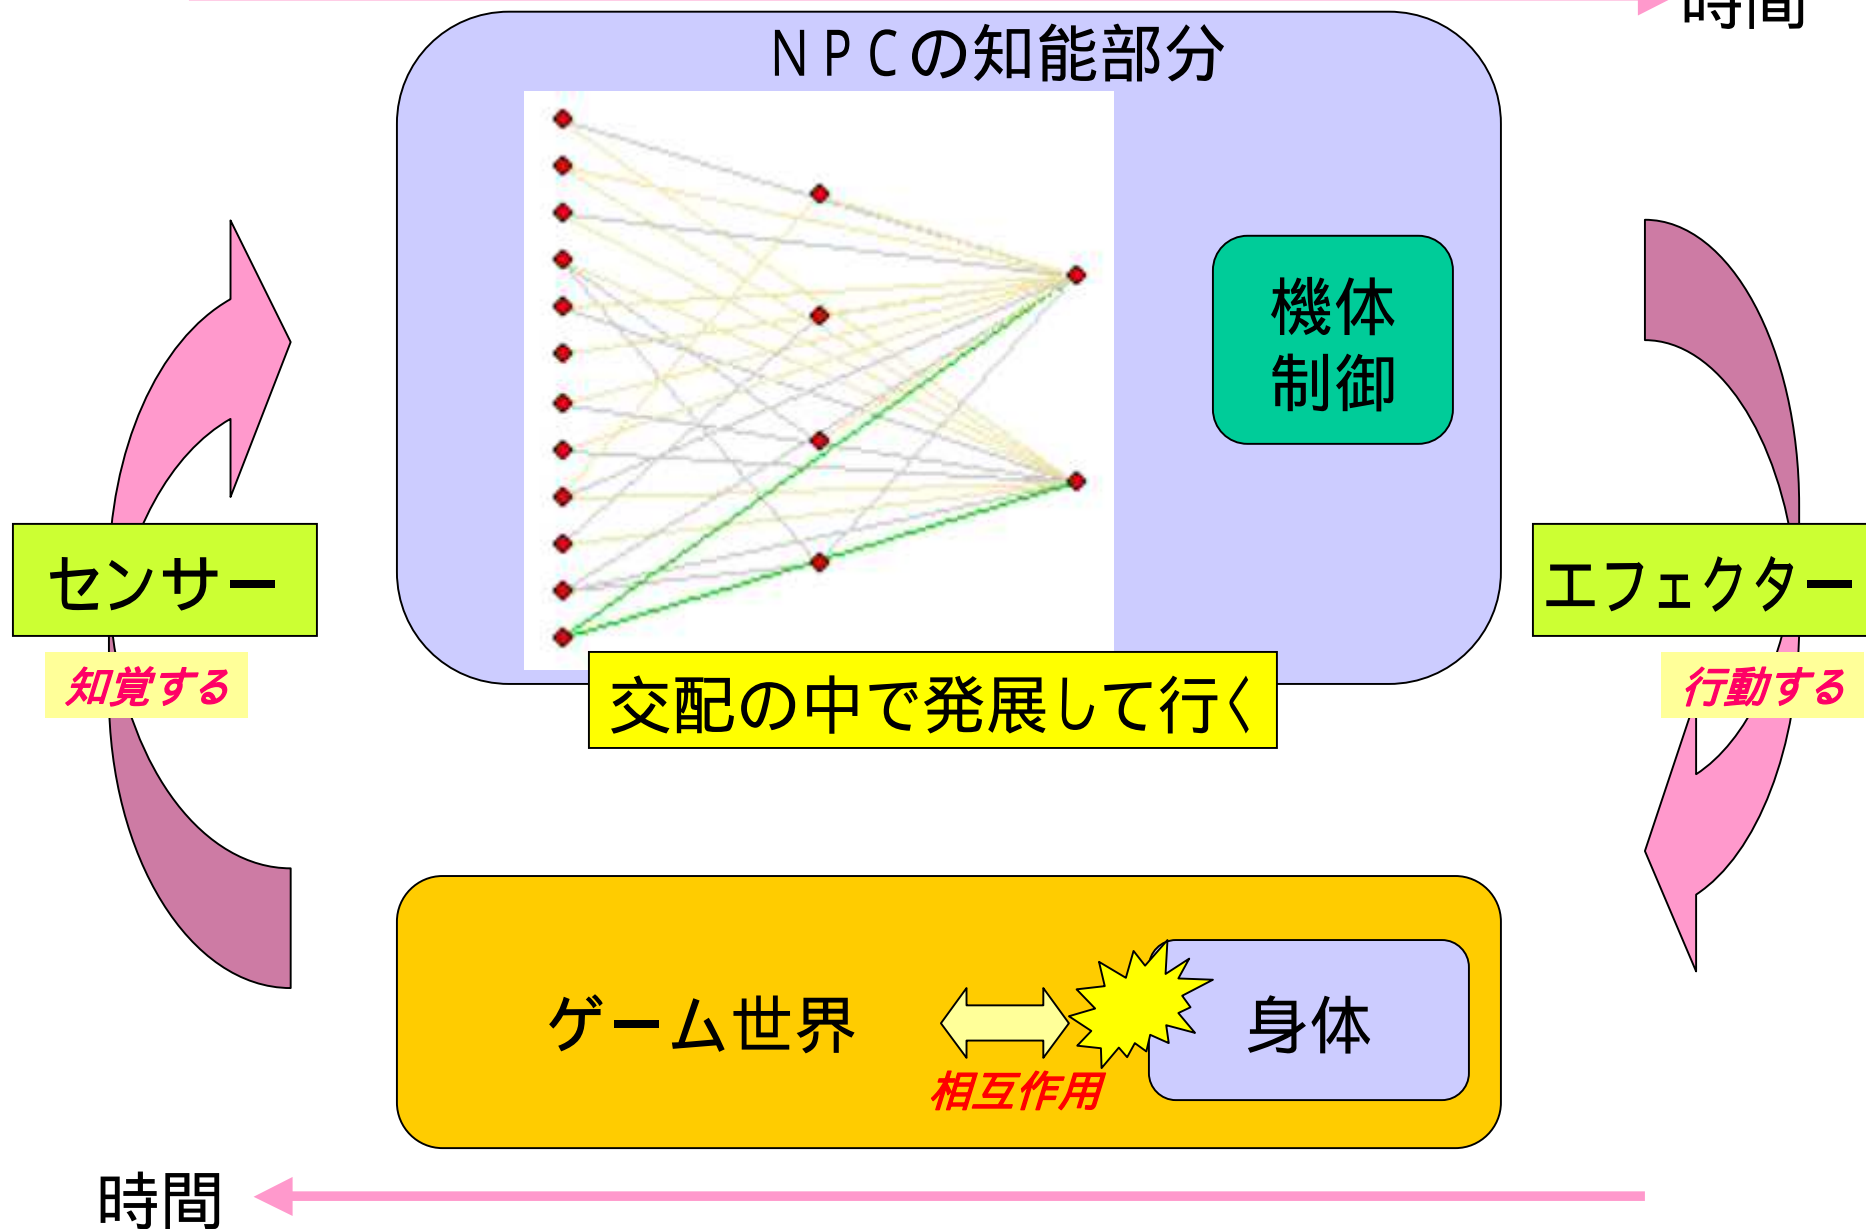 時間
NPCの知能部分
機体
制御
センサー
エフェクター
知覚する
行動する
交配の中で発展して行く
ゲーム世界
身体
相互作用
時間